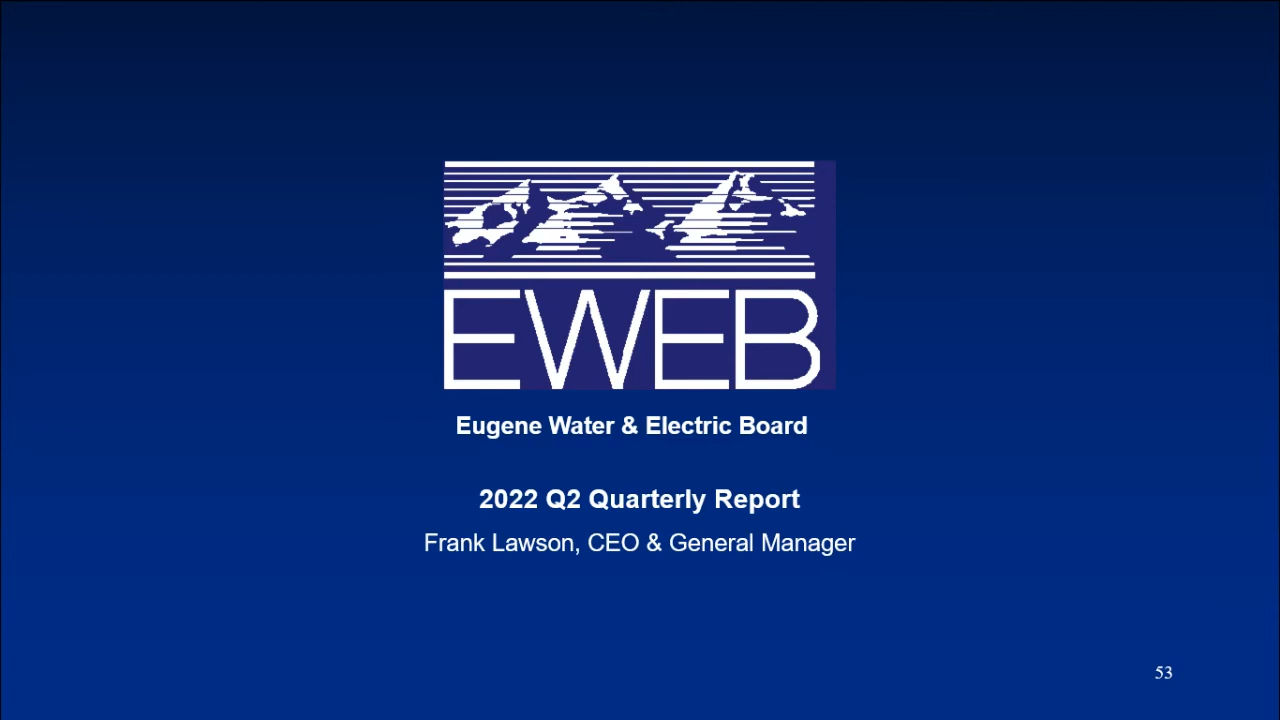 EWEB
Eugene Water & Electric Board
2022 Q2 Quarterly Report
Frank Lawson, CEO & General Manager
53